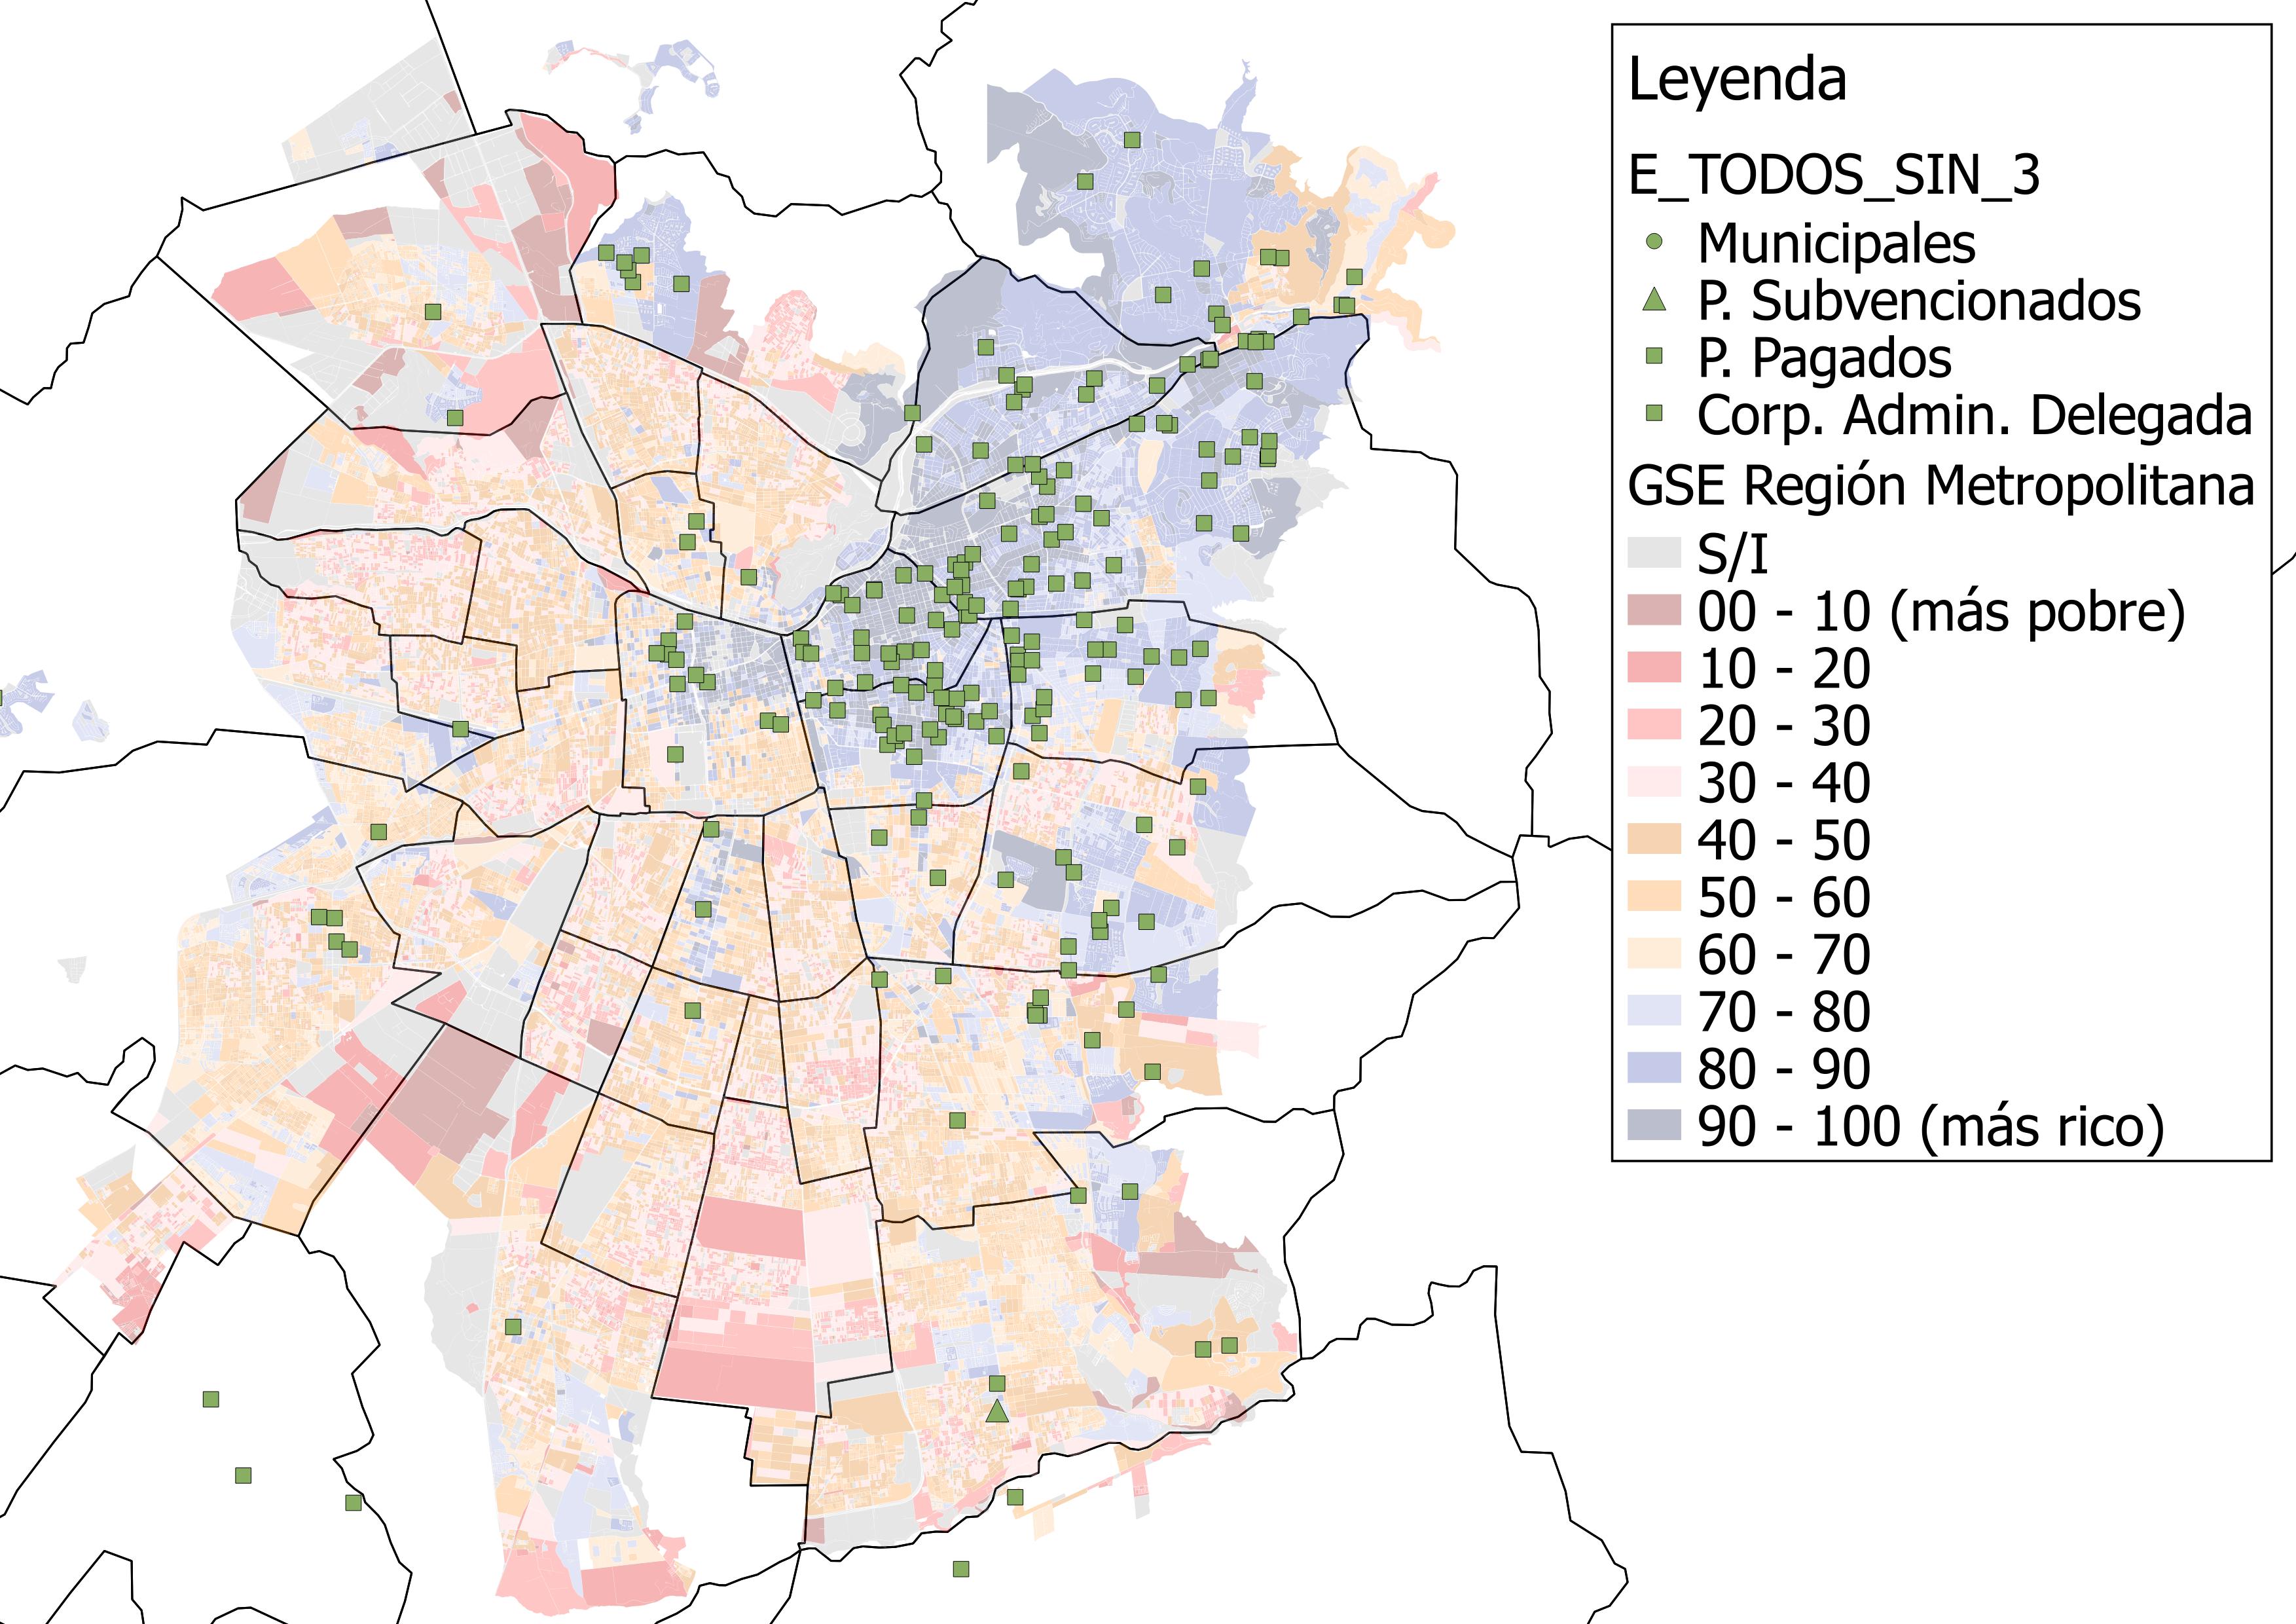 Leyenda
E_TODOS_SIN_3
Municipales
P. Subvencionados
P. Pagados
Corp. Admin. Delegada
GSE Región Metropolitana
S/I
00 - 10 (más pobre)
10 - 20
20 - 30
30 - 40
40 - 50
50 - 60
60 - 70
70 - 80
80 - 90
90 - 100 (más rico)